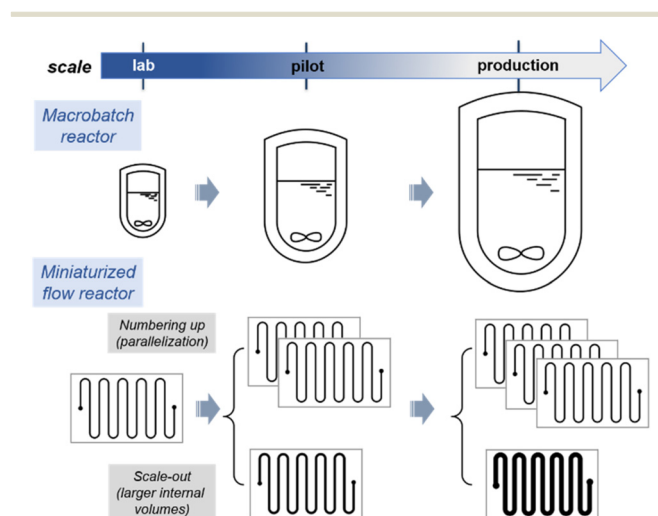 scale lab pilot production
Macrobatch
reactor
Miniaturized
flow reactor
Numbering up
(parallelization)
Scale-out
(larger internal
volumes)